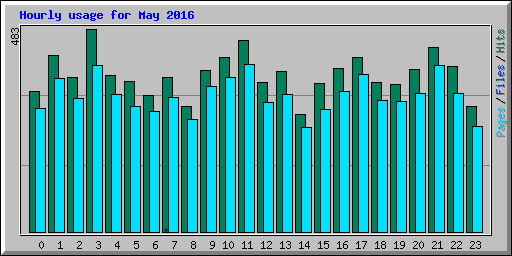 Hourly usage for May 2016
483
Pages/Files/Hits
0 1 2 3 4 5 6 7 8 9 10 11 12 13 14 15 16 17 18 19 20 21 22 23